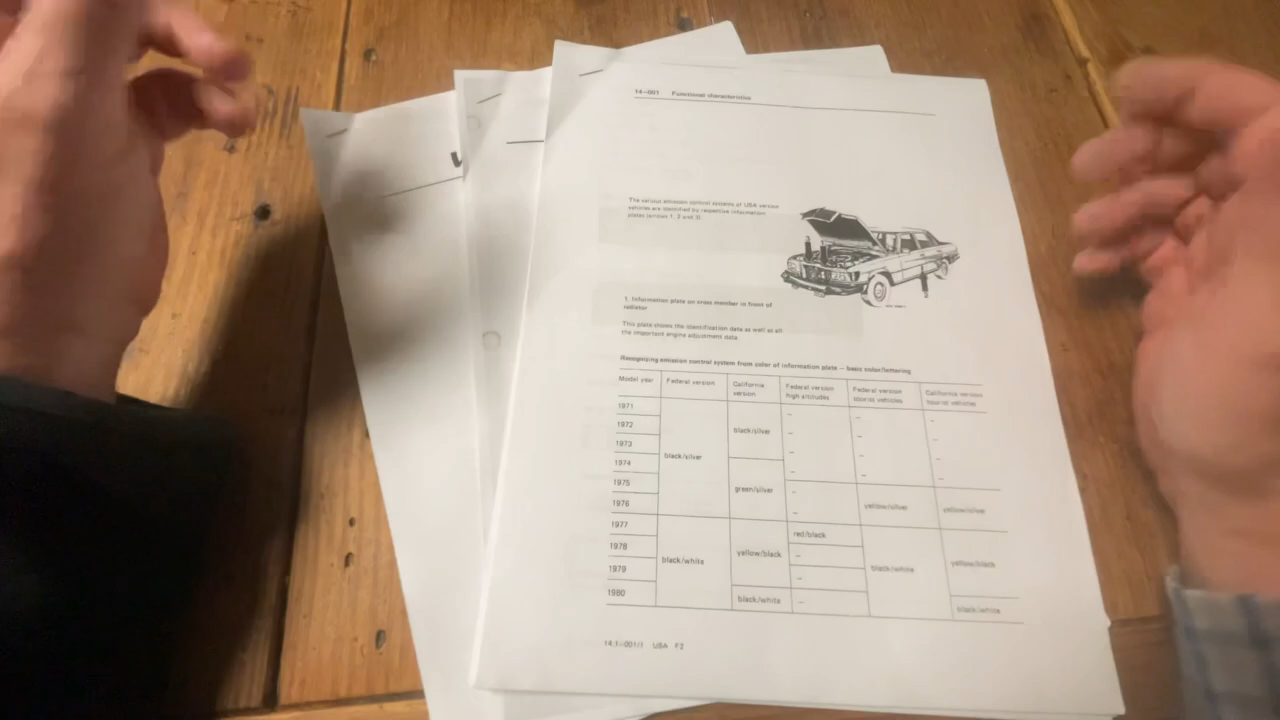 14–001 Functional characteristics
The various emission control systems of USA version
vehicles are identified by respective information
plates (arrows 1, 2 and 3)
1. Information plate on cross member in front of
radiator
This plate shows the identification data as well as all
the important engine adjustment data.
Recognizing emission control system from color of information plate – basic color/lettering
Model year Federal version California version Federal version high altitudes Federal version tourist vehicles California version tourist vehicles
1971 – – –
1972 black/silver – – –
1973 – – –
1974 black/silver – – –
1975 green/silver –
1976 – yellow/silver yellow/silver
1977 red/black
1978 black/white yellow/black – black/white yellow/black
1979 –
1980 black/white – black/white
14.1–001/1 USA F2